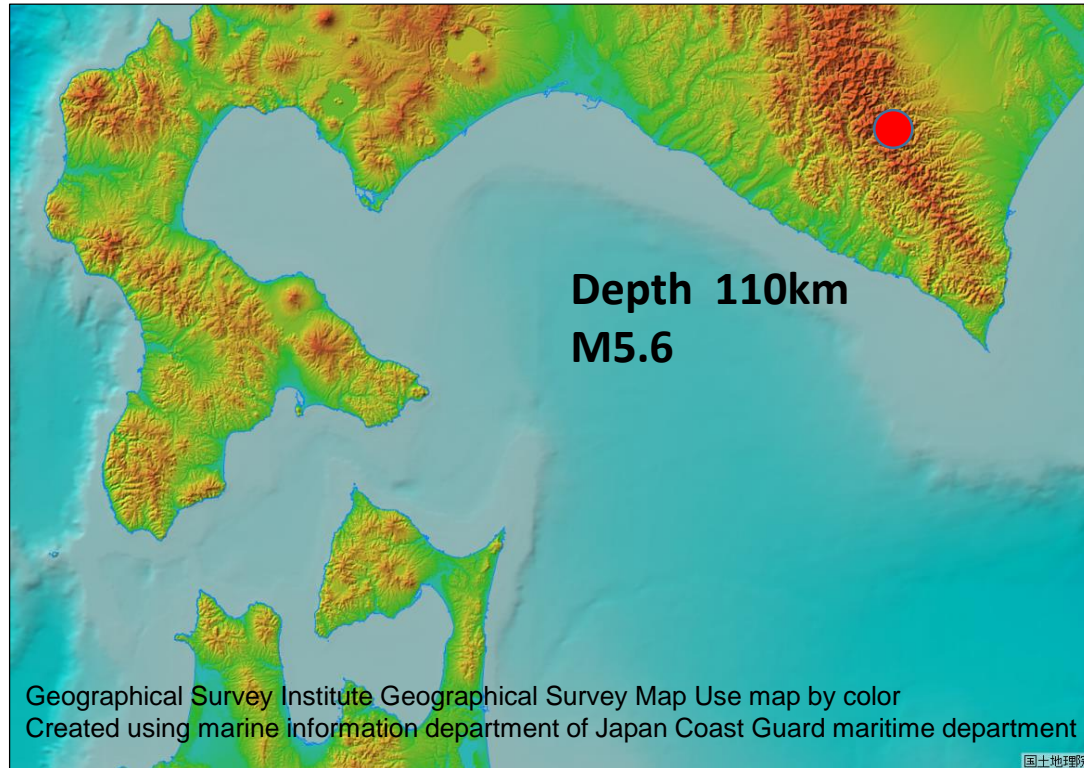 Depth 110km
M5.6
Geographical Survey Institute Geographical Survey Map Use map by color
Created using marine information department of Japan Coast Guard maritime department
国土地理院